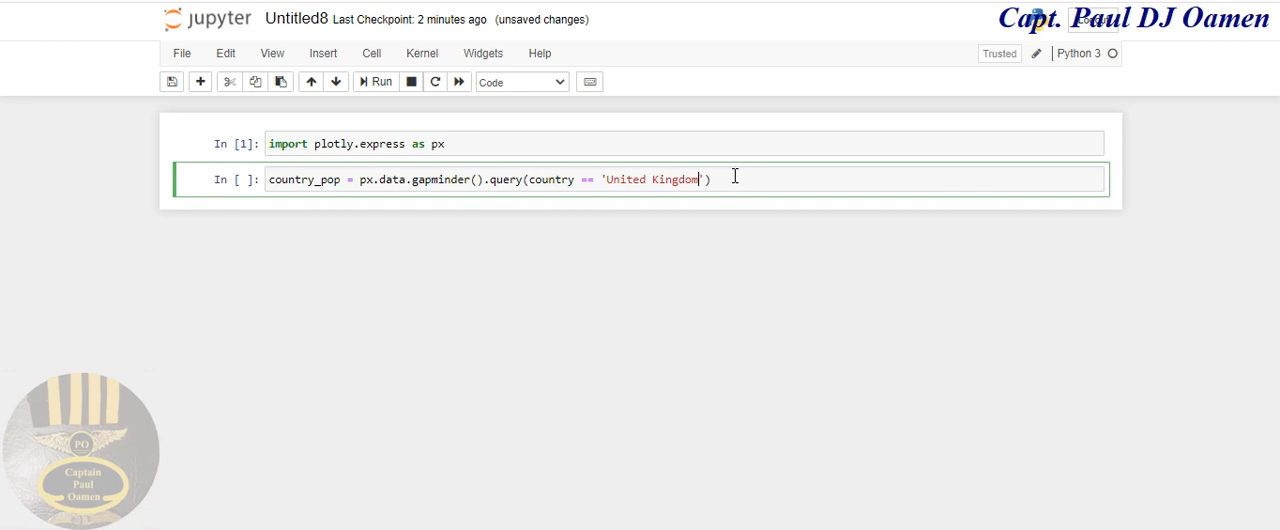 jupyter Untitled8 Last Checkpoint: 2 minutes ago (unsaved changes)
Capt. Paul DJ Oamen
File Edit View Insert Cell Kernel Widgets Help
Trusted Python 3
Run Code
In [1]: import plotly.express as px
In [ ]: country_pop = px.data.gapminder().query(country == 'United Kingdom')
PO
Captain
Paul
Oamen